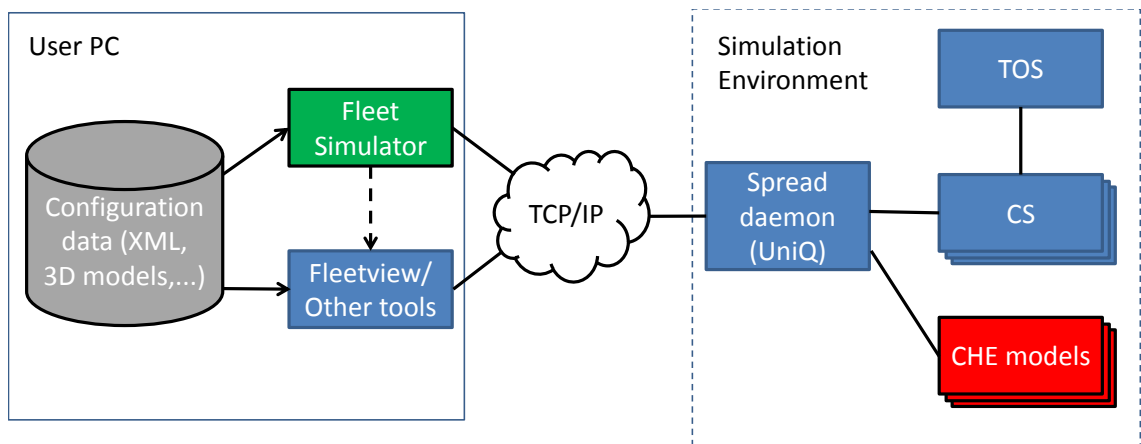 User PC
Fleet
Simulator
Configuration
data (XML,
3D models,...)
Fleetview/
Other tools
TCP/IP
Simulation
Environment
TOS
Spread
daemon
(UniQ)
CS
CHE models